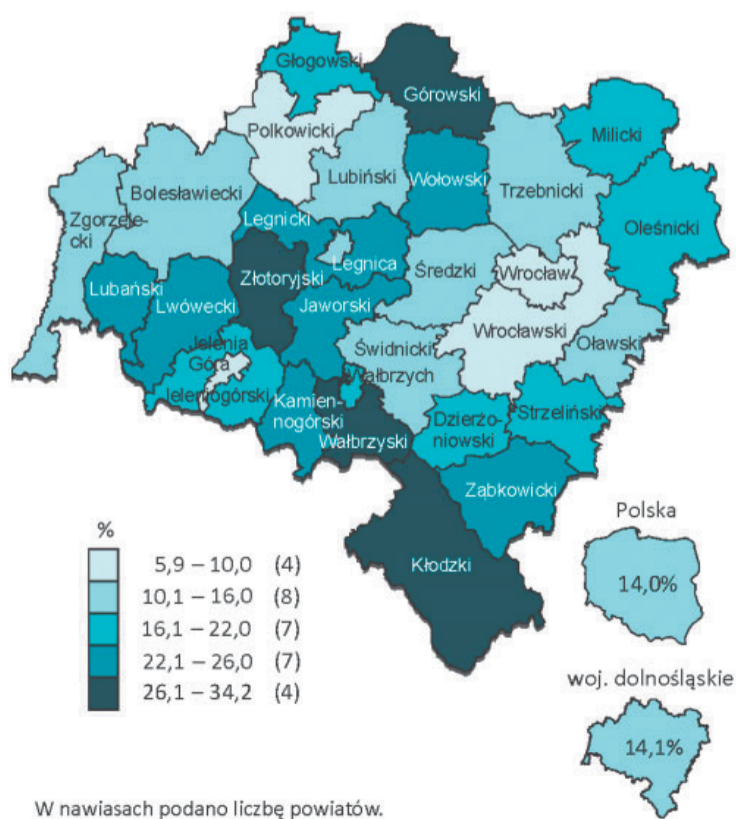 Głogowski
Górowski
Polkowicki
Milicki
Lubiński
Wołowski
Trzebnicki
Bolesławiecki
Zgorzele-
cki
Legnicki
Oleśnicki
Legnica
Średzki
Wrocław
Złotoryjski
Lubański
Lwówecki
Jaworski
Wrocławski
Oławski
Jelenia
Góra
Świdnicki
Wałbrzych
Jeleniogórski
Kamien-
nogórski
Dzierżo-
niowski
Strzeliński
Wałbrzyski
Ząbkowicki
Kłodzki
%
5,9 – 10,0 (4)
10,1 – 16,0 (8)
16,1 – 22,0 (7)
22,1 – 26,0 (7)
26,1 – 34,2 (4)
Polska
14,0%
woj. dolnośląskie
14,1%
W nawiasach podano liczbę powiatów.